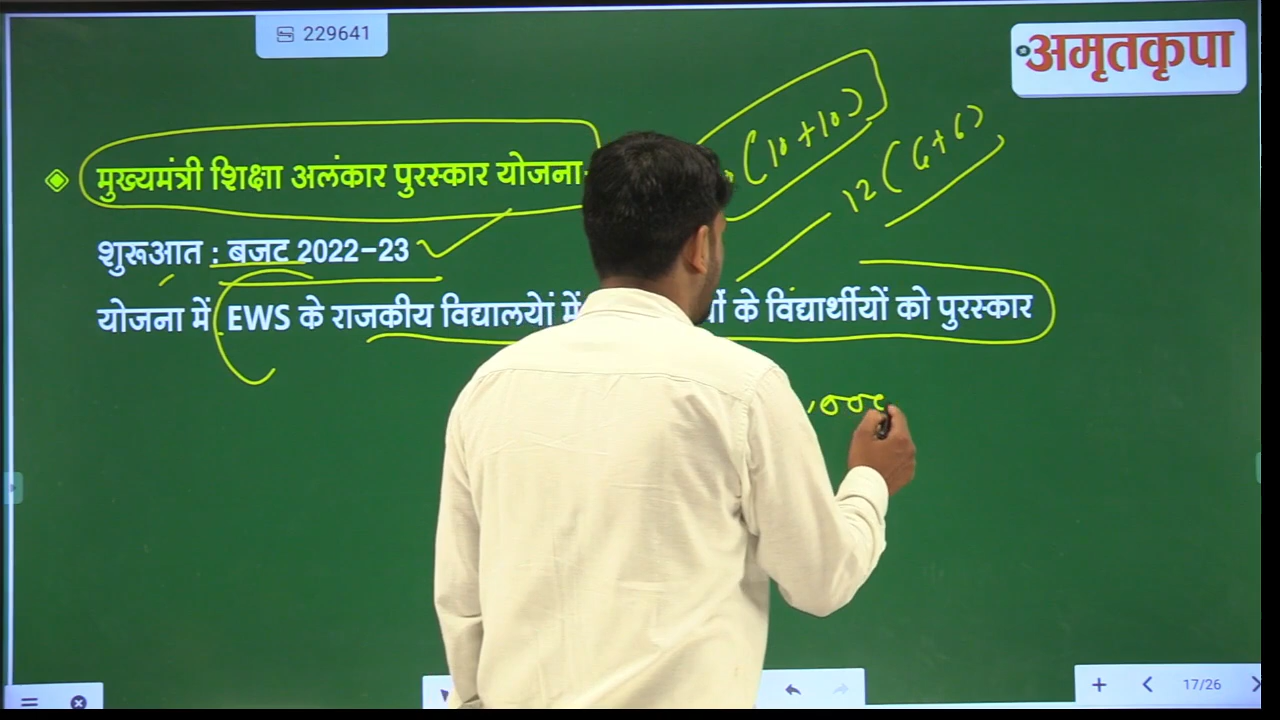 229641
अमृतकृपा
(10+10)
12 (6+6)
मुख्यमंत्री शिक्षा अलंकार पुरस्कार योजना
शुरूआत : बजट 2022-23
योजना में EWS के राजकीय विद्यालयों में के विद्यार्थीयों को पुरस्कार
,000
17/26